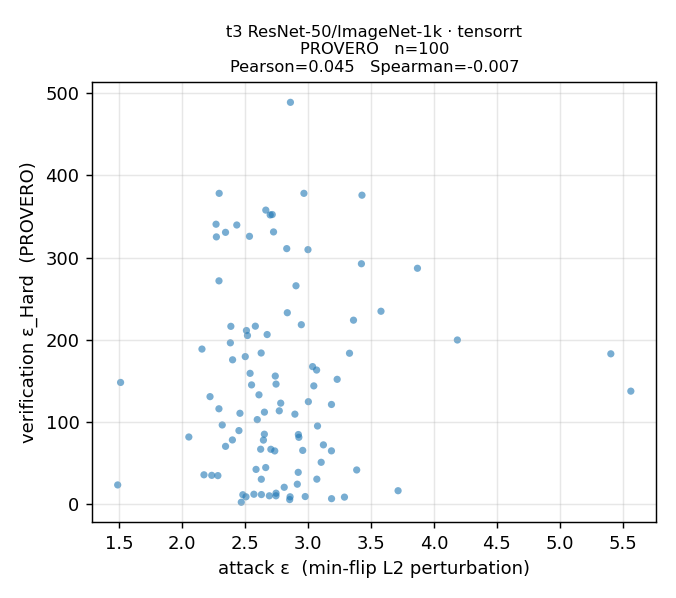 t3 ResNet-50/ImageNet-1k · tensorrt
PROVERO   n=100
Pearson=0.045   Spearman=-0.007
verification ε_Hard  (PROVERO)
500
400
300
200
100
0
1.5 2.0 2.5 3.0 3.5 4.0 4.5 5.0 5.5
attack ε  (min-flip L2 perturbation)